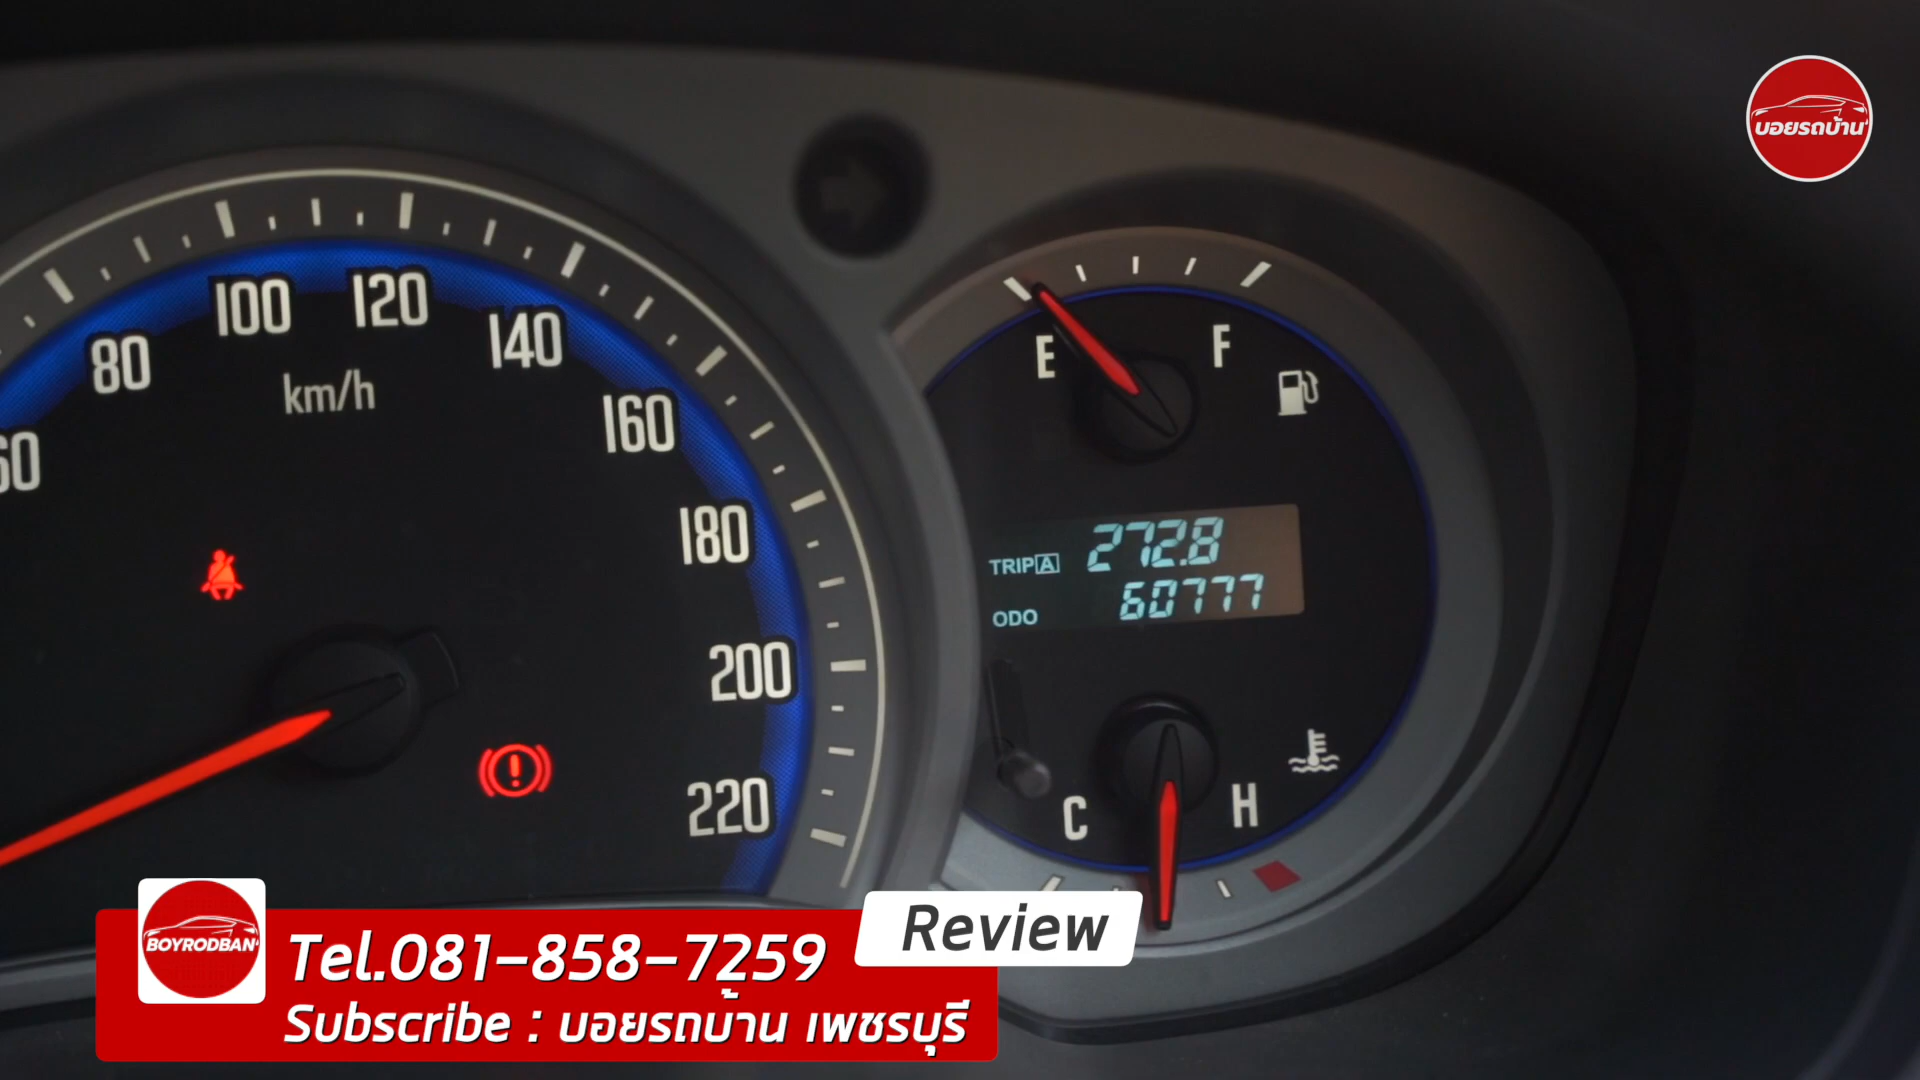 บอยรถบ้าน
100
120
80
140
km/h
160
180
200
220
E
F
TRIP A 272.8
ODO 60777
C
H
Review
BOYRODBAN
Tel.081-858-7259
Subscribe : บอยรถบ้าน เพชรบุรี